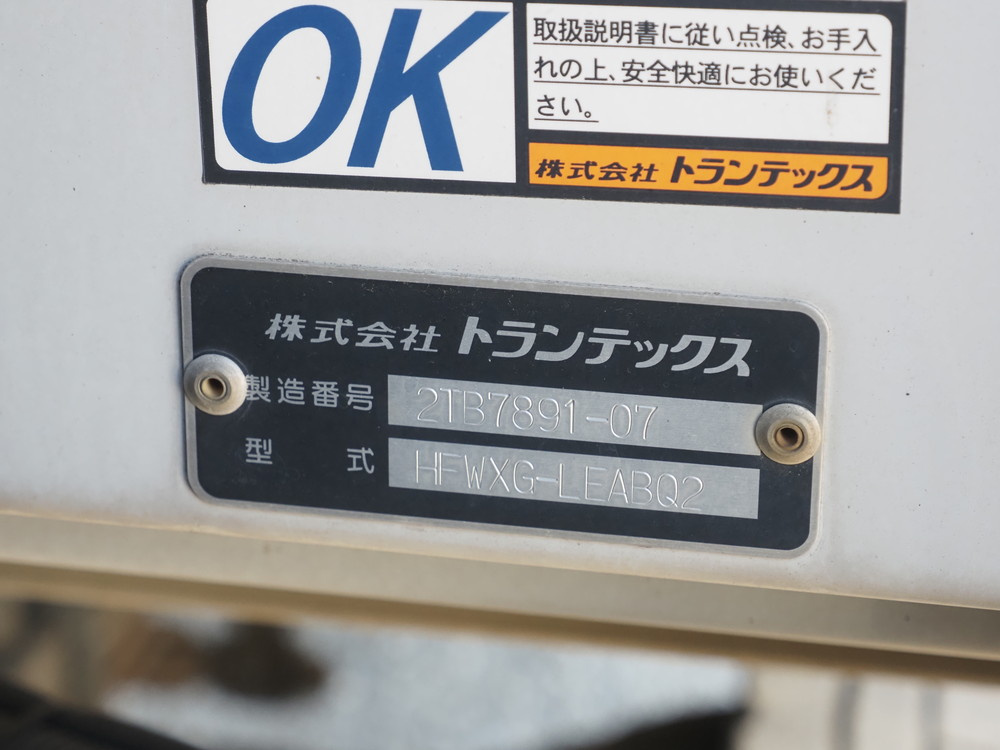 OK
取扱説明書に従い点検、お手入
れの上、安全快適にお使いくだ
さい。
株式会社 トランテックス
株式会社 トランテックス
製造番号 2TB7891-07
型 式 HFWXG-LEABQ2